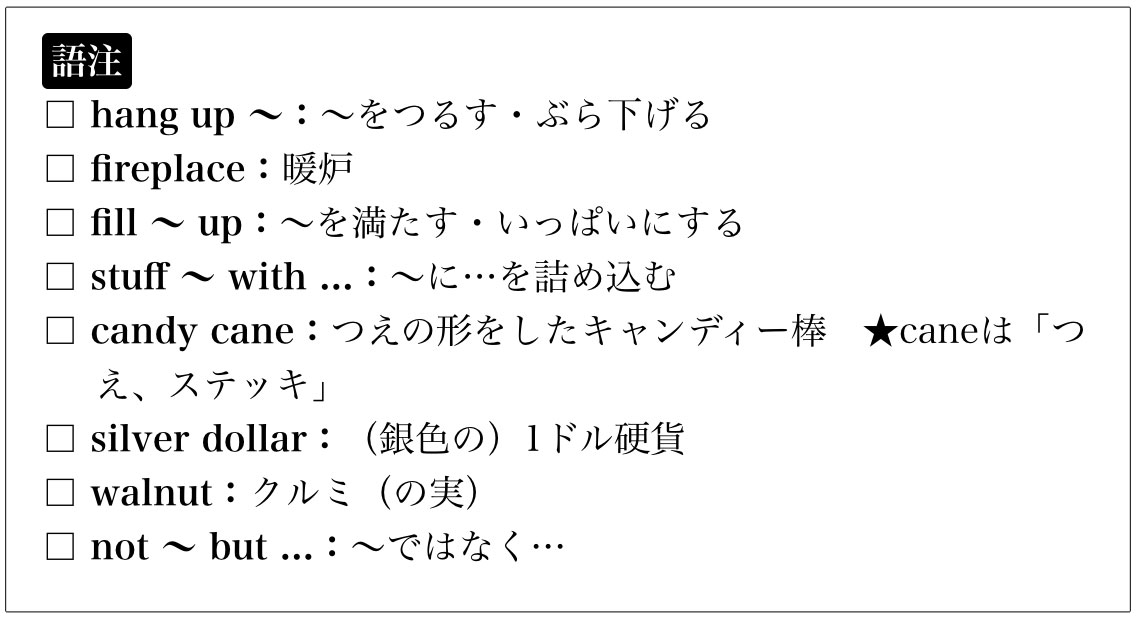 語注
□ hang up ～：～をつるす・ぶら下げる
□ fireplace：暖炉
□ fill ～ up：～を満たす・いっぱいにする
□ stuff ～ with ...：～に…を詰め込む
□ candy cane：つえの形をしたキャンディー棒　★caneは「つ
え、ステッキ」
□ silver dollar：（銀色の）1ドル硬貨
□ walnut：クルミ（の実）
□ not ～ but ...：～ではなく…